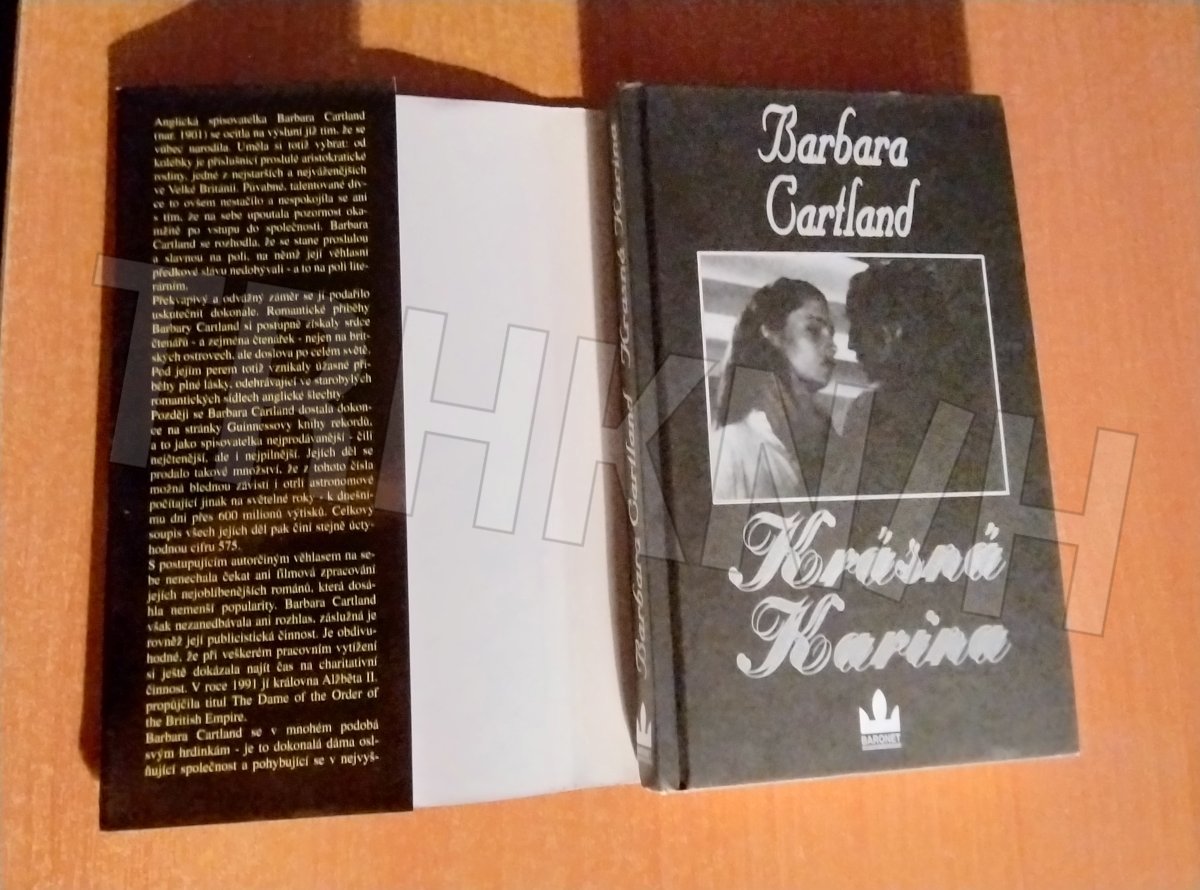 Anglická spisovatelka Barbara Cartland
(nar. 1901) se ocitla na výsluní již tím, že se
vůbec narodila. Uměla si totiž vybrat: od
kolébky je příslušnicí proslulé aristokratické
rodiny, jedné z nejstarších a nejváženějších
ve Velké Británii. Půvabné, talentované dív-
ce to ovšem nestačilo a nespokojila se ani
s tím, že na sebe upoutala pozornost oka-
mžitě po vstupu do společnosti. Barbara
Cartland se rozhodla, že se stane proslulou
a slavnou na poli, na němž její věhlasní
předkové slávu nedobývali - a to na poli lite-
rárním.
Překvapivý a odvážný záměr se jí podařilo
uskutečnit dokonale. Romantické příběhy
Barbary Cartland si postupně získaly srdce
čtenářů - a zejména čtenářek - nejen na brit-
ských ostrovech, ale doslova po celém světě.
Pod jejím perem totiž vznikaly úžasné pří-
běhy plné lásky, odehrávající ve starobylých
romantických sídlech anglické šlechty.
Později se Barbara Cartland dostala dokon-
ce na stránky Guinnessovy knihy rekordů,
a to jako spisovatelka nejprodávanější - čili
nejčtenější, ale i nejpilnější. Jejích děl se
prodalo takové množství, že z tohoto čísla
možná blednou závistí i otrlí astronomové
počítající jinak na světelné roky - k dnešní-
mu dni přes 600 milionů výtisků. Celkový
soupis všech jejích děl pak činí stejně úcty-
hodnou cifru 575.
S postupujícím autorčiným věhlasem na se-
be nenechala čekat ani filmová zpracování
jejích nejoblíbenějších románů, která dosá-
hla nemenší popularity. Barbara Cartland
však nezanedbávala ani rozhlas, záslužná je
rovněž její publicistická činnost. Je obdivu-
hodné, že při veškerém pracovním vytížení
si ještě dokázala najít čas na charitativní
činnost. V roce 1991 jí královna Alžběta II.
propůjčila titul The Dame of the Order of
the British Empire.
Barbara Cartland se v mnohém podobá
svým hrdinkám - je to dokonalá dáma osl-
ňující společnost a pohybující se v nejvyš-
Barbara Cartland Krásná Karina
Barbara
Cartland
Krásná
Karina
BARONET